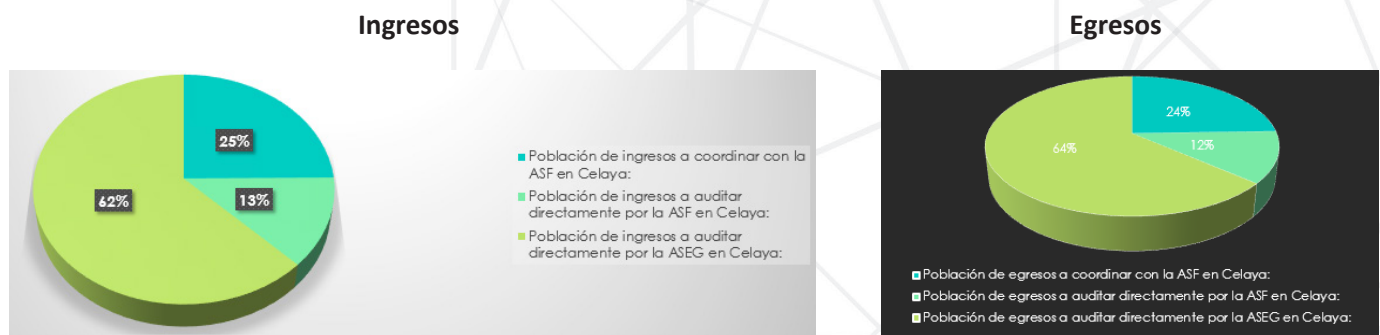 Ingresos
25%
13%
62%
Población de ingresos a coordinar con la
ASF en Celaya:
Población de ingresos a auditar
directamente por la ASF en Celaya:
Población de ingresos a auditar
directamente por la ASEG en Celaya:
Egresos
24%
12%
64%
Población de egresos a coordinar con la ASF en Celaya:
Población de egresos a auditar directamente por la ASF en Celaya:
Población de egresos a auditar directamente por la ASEG en Celaya: